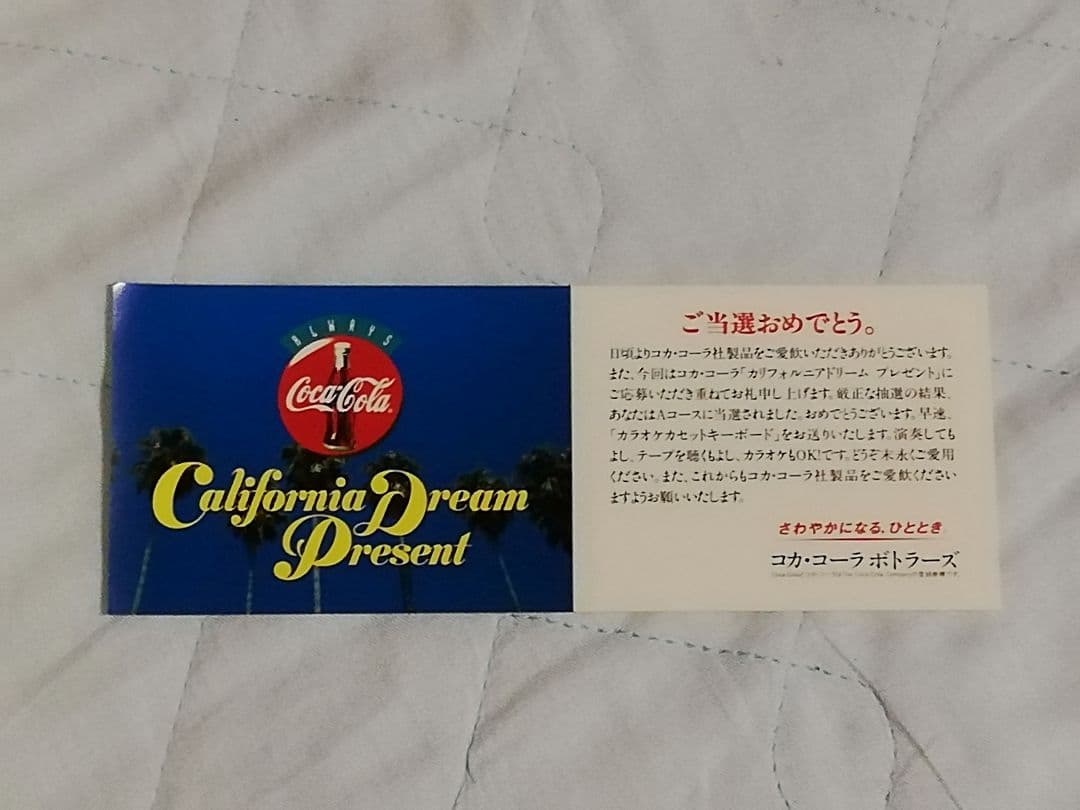 ALWAYS
Coca-Cola
California Dream
Present
ご当選おめでとう。
日頃よりコカ・コーラ社製品をご愛飲いただきありがとうございます。
また、今回はコカ・コーラ「カリフォルニアドリーム プレゼント」に
ご応募いただき重ねてお礼申し上げます。厳正な抽選の結果、
あなたはAコースに当選されました。おめでとうございます。早速、
「カラオケカセットキーボード」をお送りいたします。演奏しても
よし、テープを聴くもよし、カラオケもOK!です。どうぞ末永くご愛用
ください。また、これからもコカ・コーラ社製品をご愛飲ください
ますようお願いいたします。
さわやかになる、ひととき
コカ・コーラ ボトラーズ